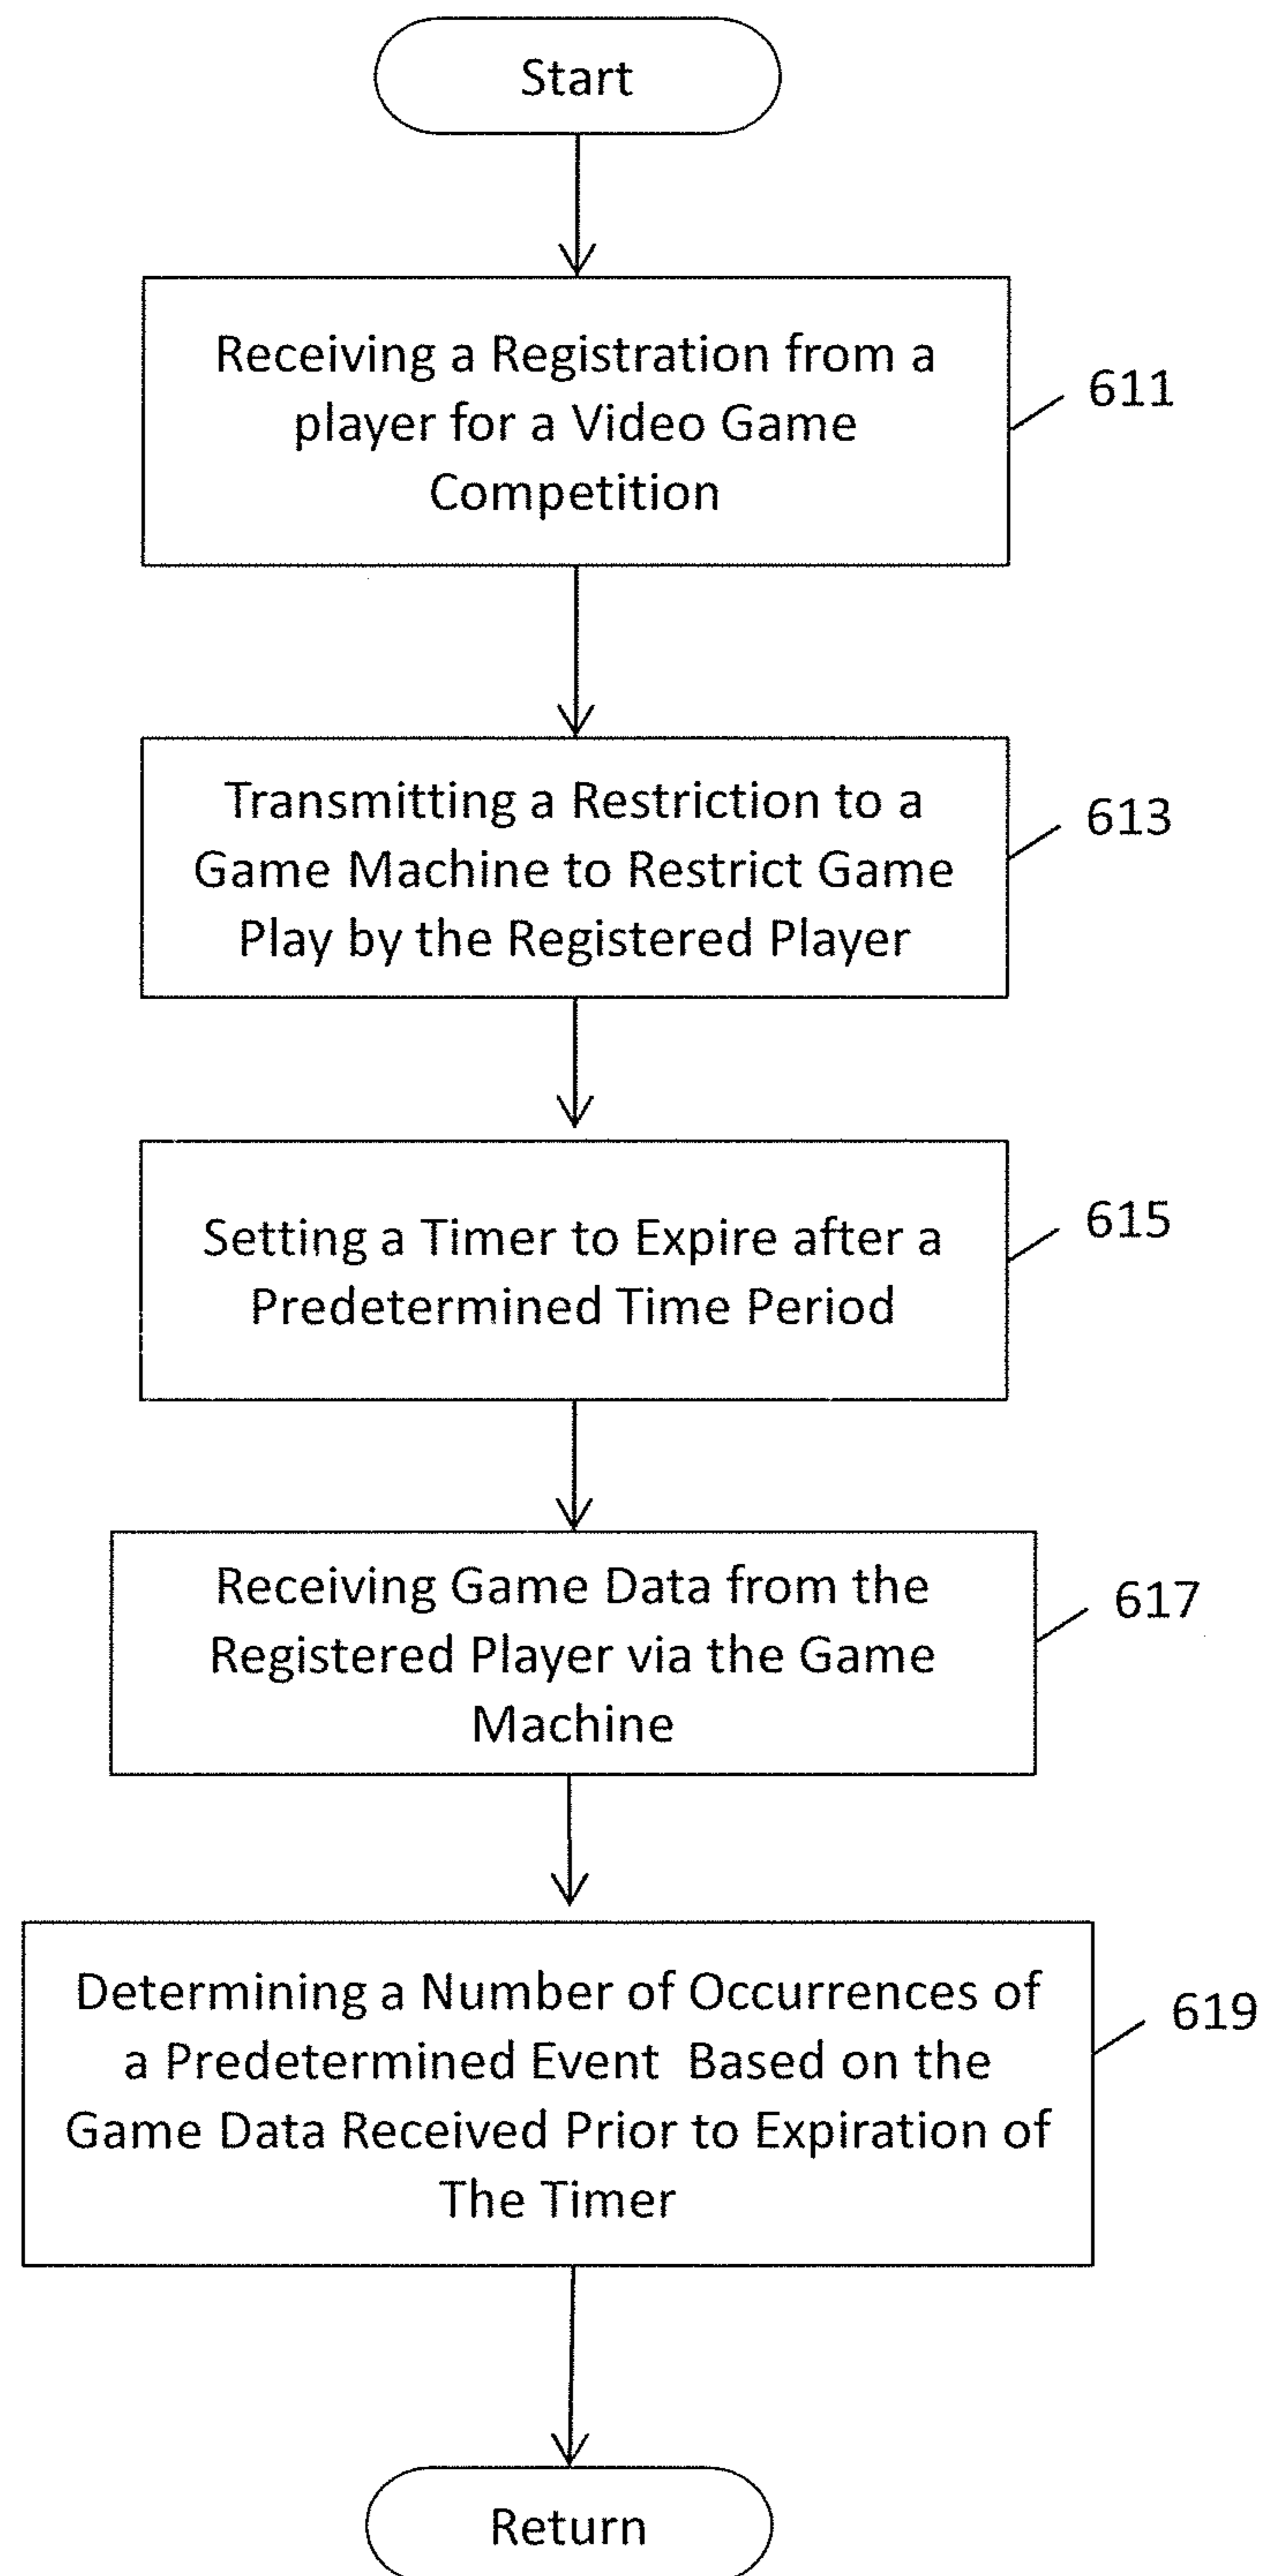 Start
Receiving a Registration from a
player for a Video Game
Competition
611
Transmitting a Restriction to a
Game Machine to Restrict Game
Play by the Registered Player
613
Setting a Timer to Expire after a
Predetermined Time Period
615
Receiving Game Data from the
Registered Player via the Game
Machine
617
Determining a Number of Occurrences of
a Predetermined Event Based on the
Game Data Received Prior to Expiration of
The Timer
619
Return